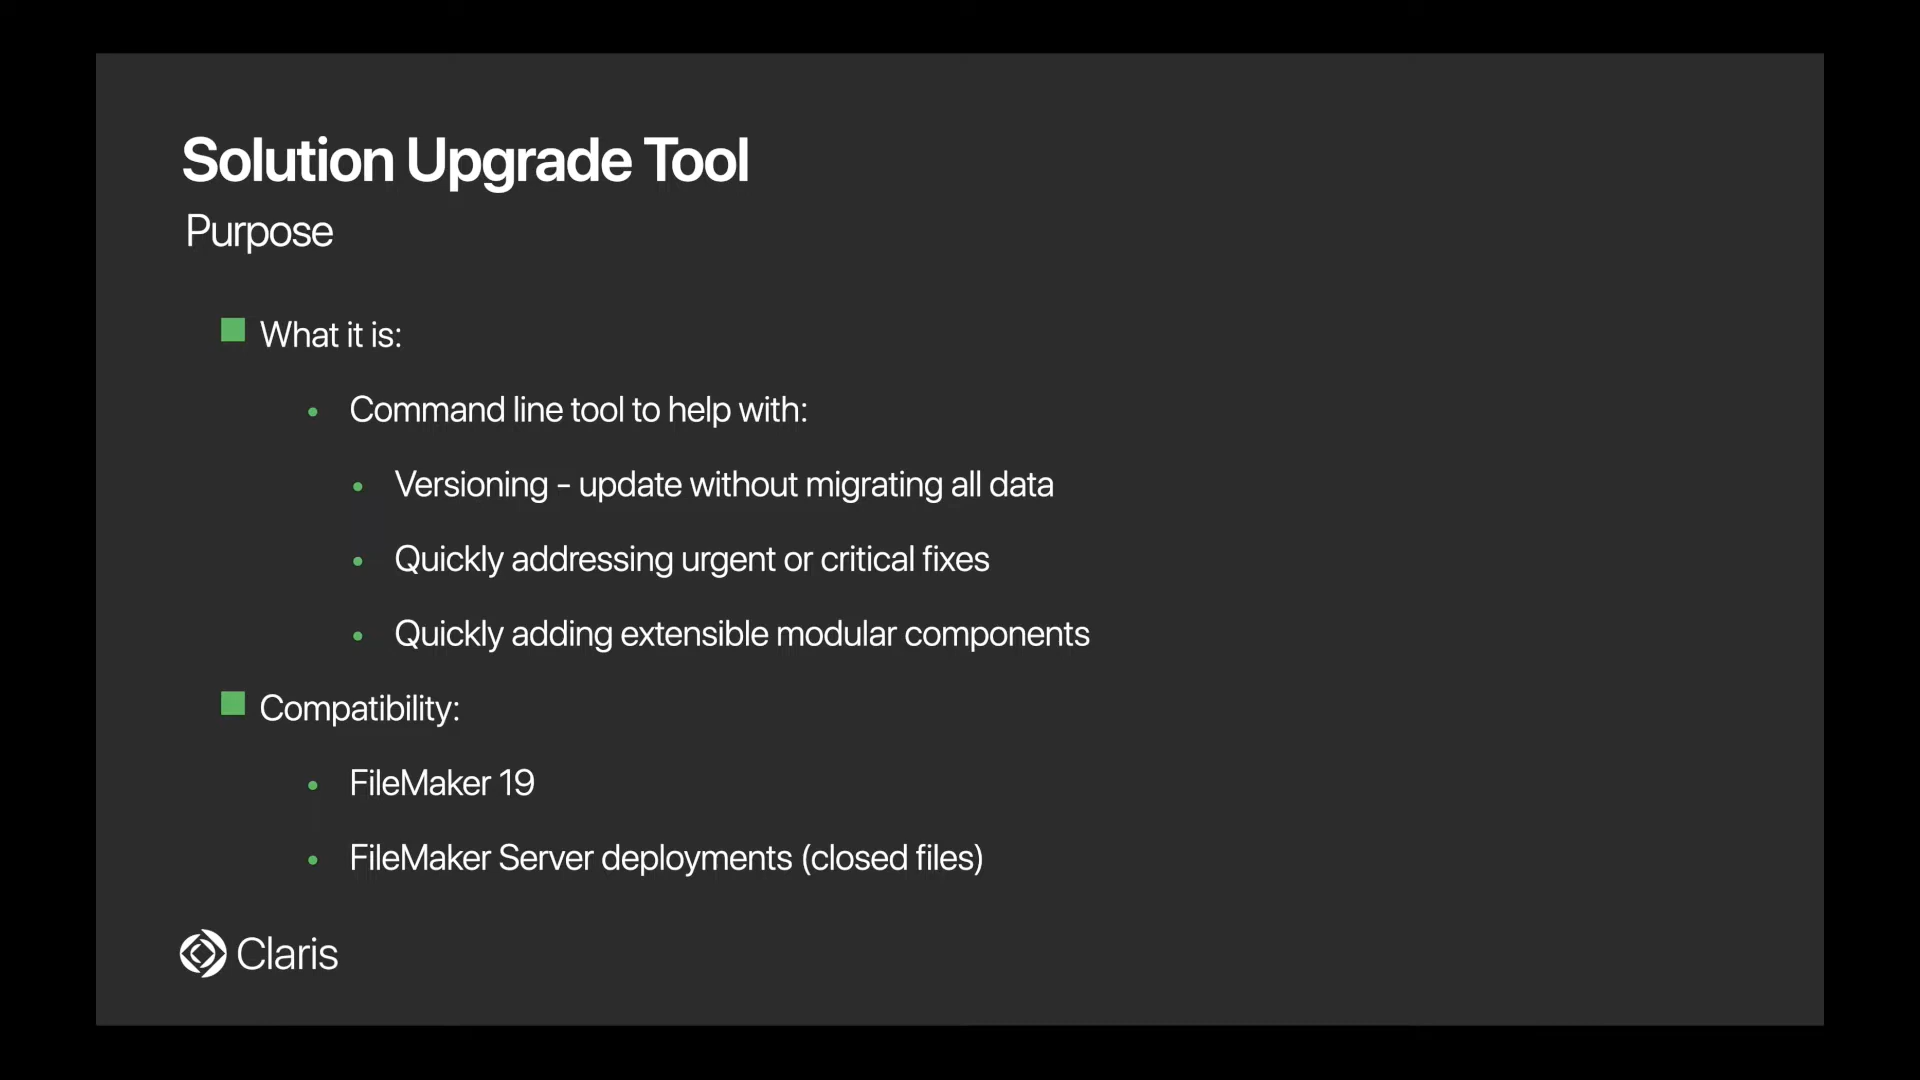 Solution Upgrade Tool
Purpose
What it is:
Command line tool to help with:
Versioning - update without migrating all data
Quickly addressing urgent or critical fixes
Quickly adding extensible modular components
Compatibility:
FileMaker 19
FileMaker Server deployments (closed files)
Claris